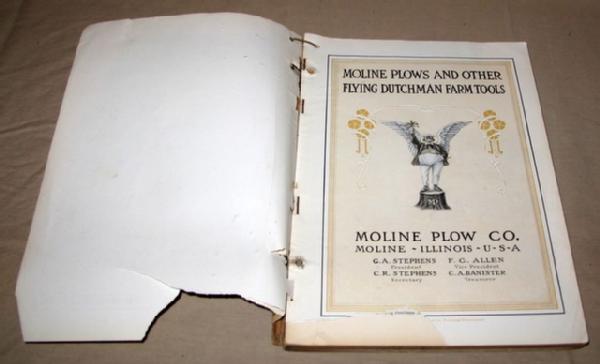 MOLINE PLOWS AND OTHER
FLYING DUTCHMAN FARM TOOLS
MOLINE PLOW CO.
MOLINE - ILLINOIS - U-S-A
G.A. STEPHENS F. G. ALLEN
President Vice President
C.R. STEPHENS C.A. BANISTER
Secretary Treasurer